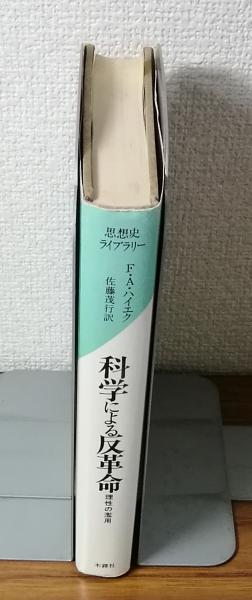 思想史
ライブラリー
F・A・ハイエク
佐藤茂行訳
科学による反革命
理性の濫用
木鐸社